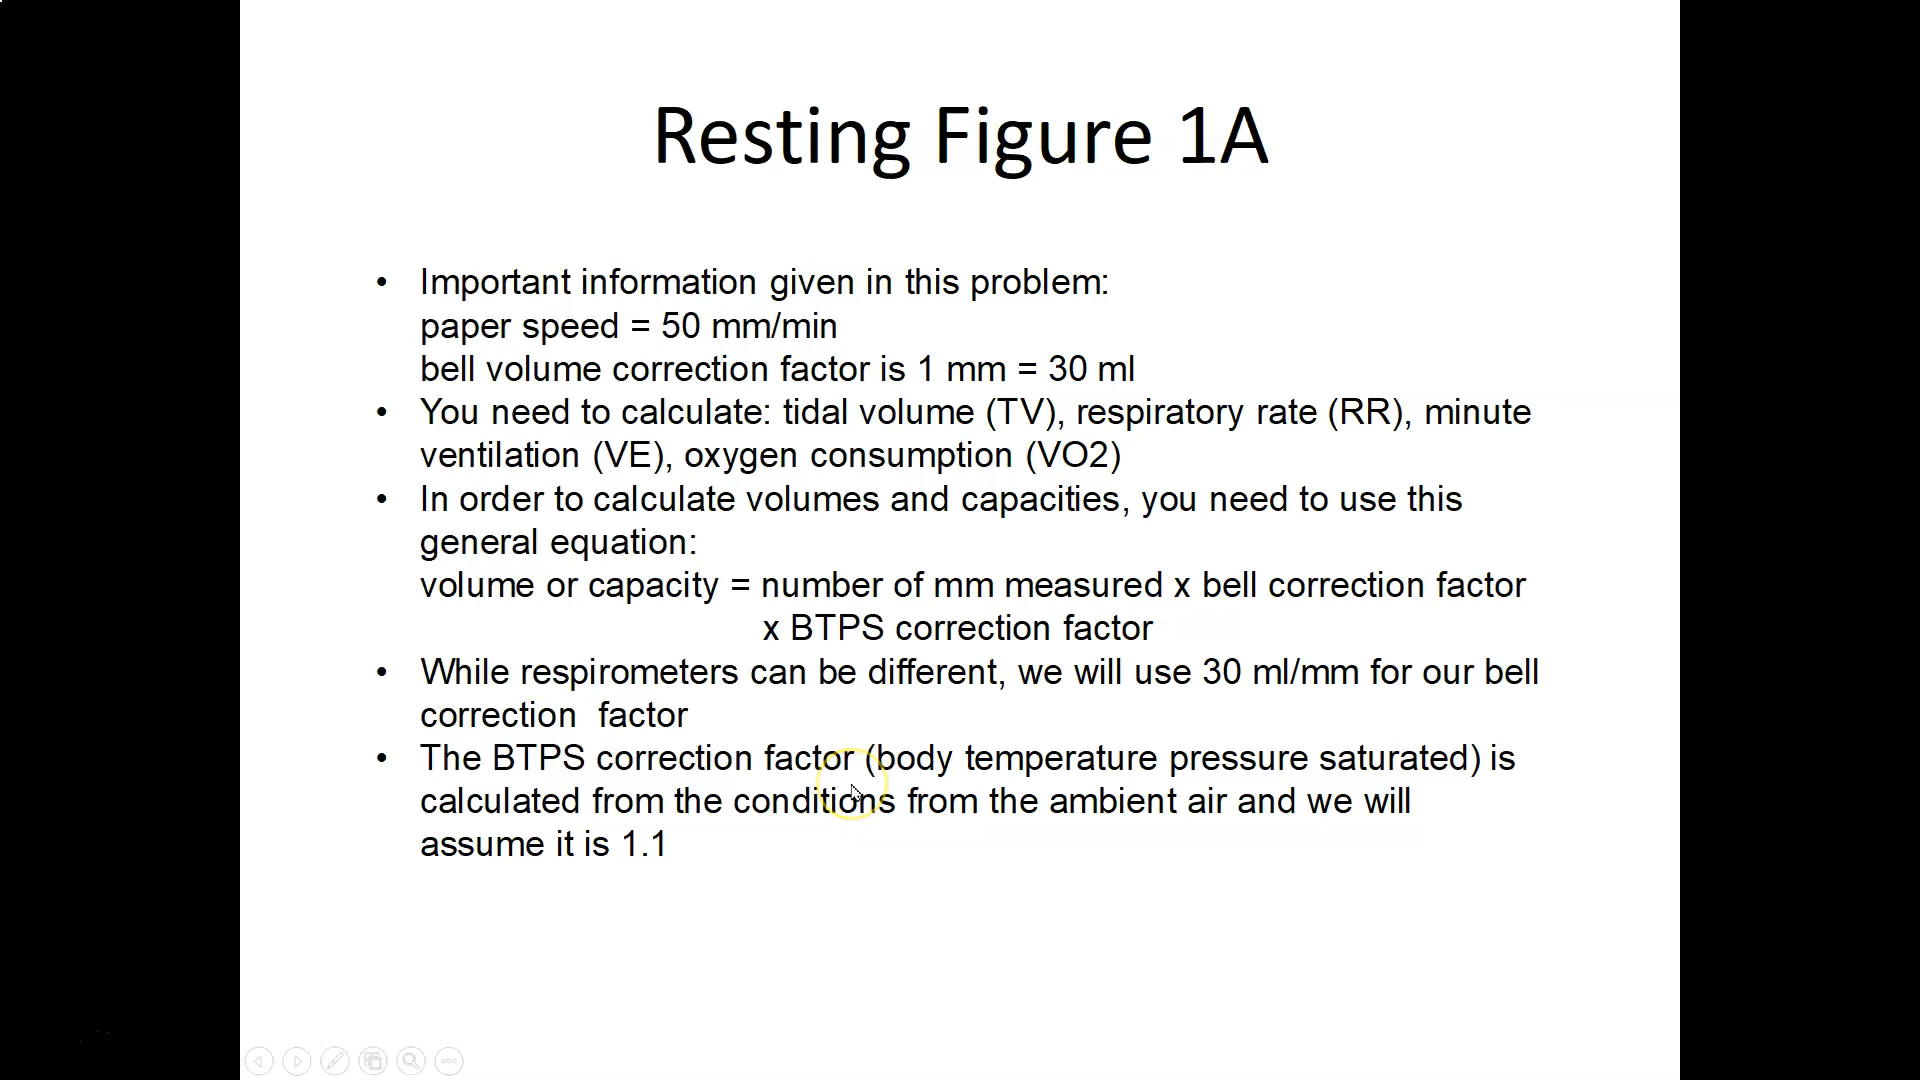 Resting Figure 1A
• Important information given in this problem:
paper speed = 50 mm/min
bell volume correction factor is 1 mm = 30 ml
• You need to calculate: tidal volume (TV), respiratory rate (RR), minute
ventilation (VE), oxygen consumption (VO2)
• In order to calculate volumes and capacities, you need to use this
general equation:
volume or capacity = number of mm measured x bell correction factor
x BTPS correction factor
• While respirometers can be different, we will use 30 ml/mm for our bell
correction  factor
• The BTPS correction factor (body temperature pressure saturated) is
calculated from the conditions from the ambient air and we will
assume it is 1.1